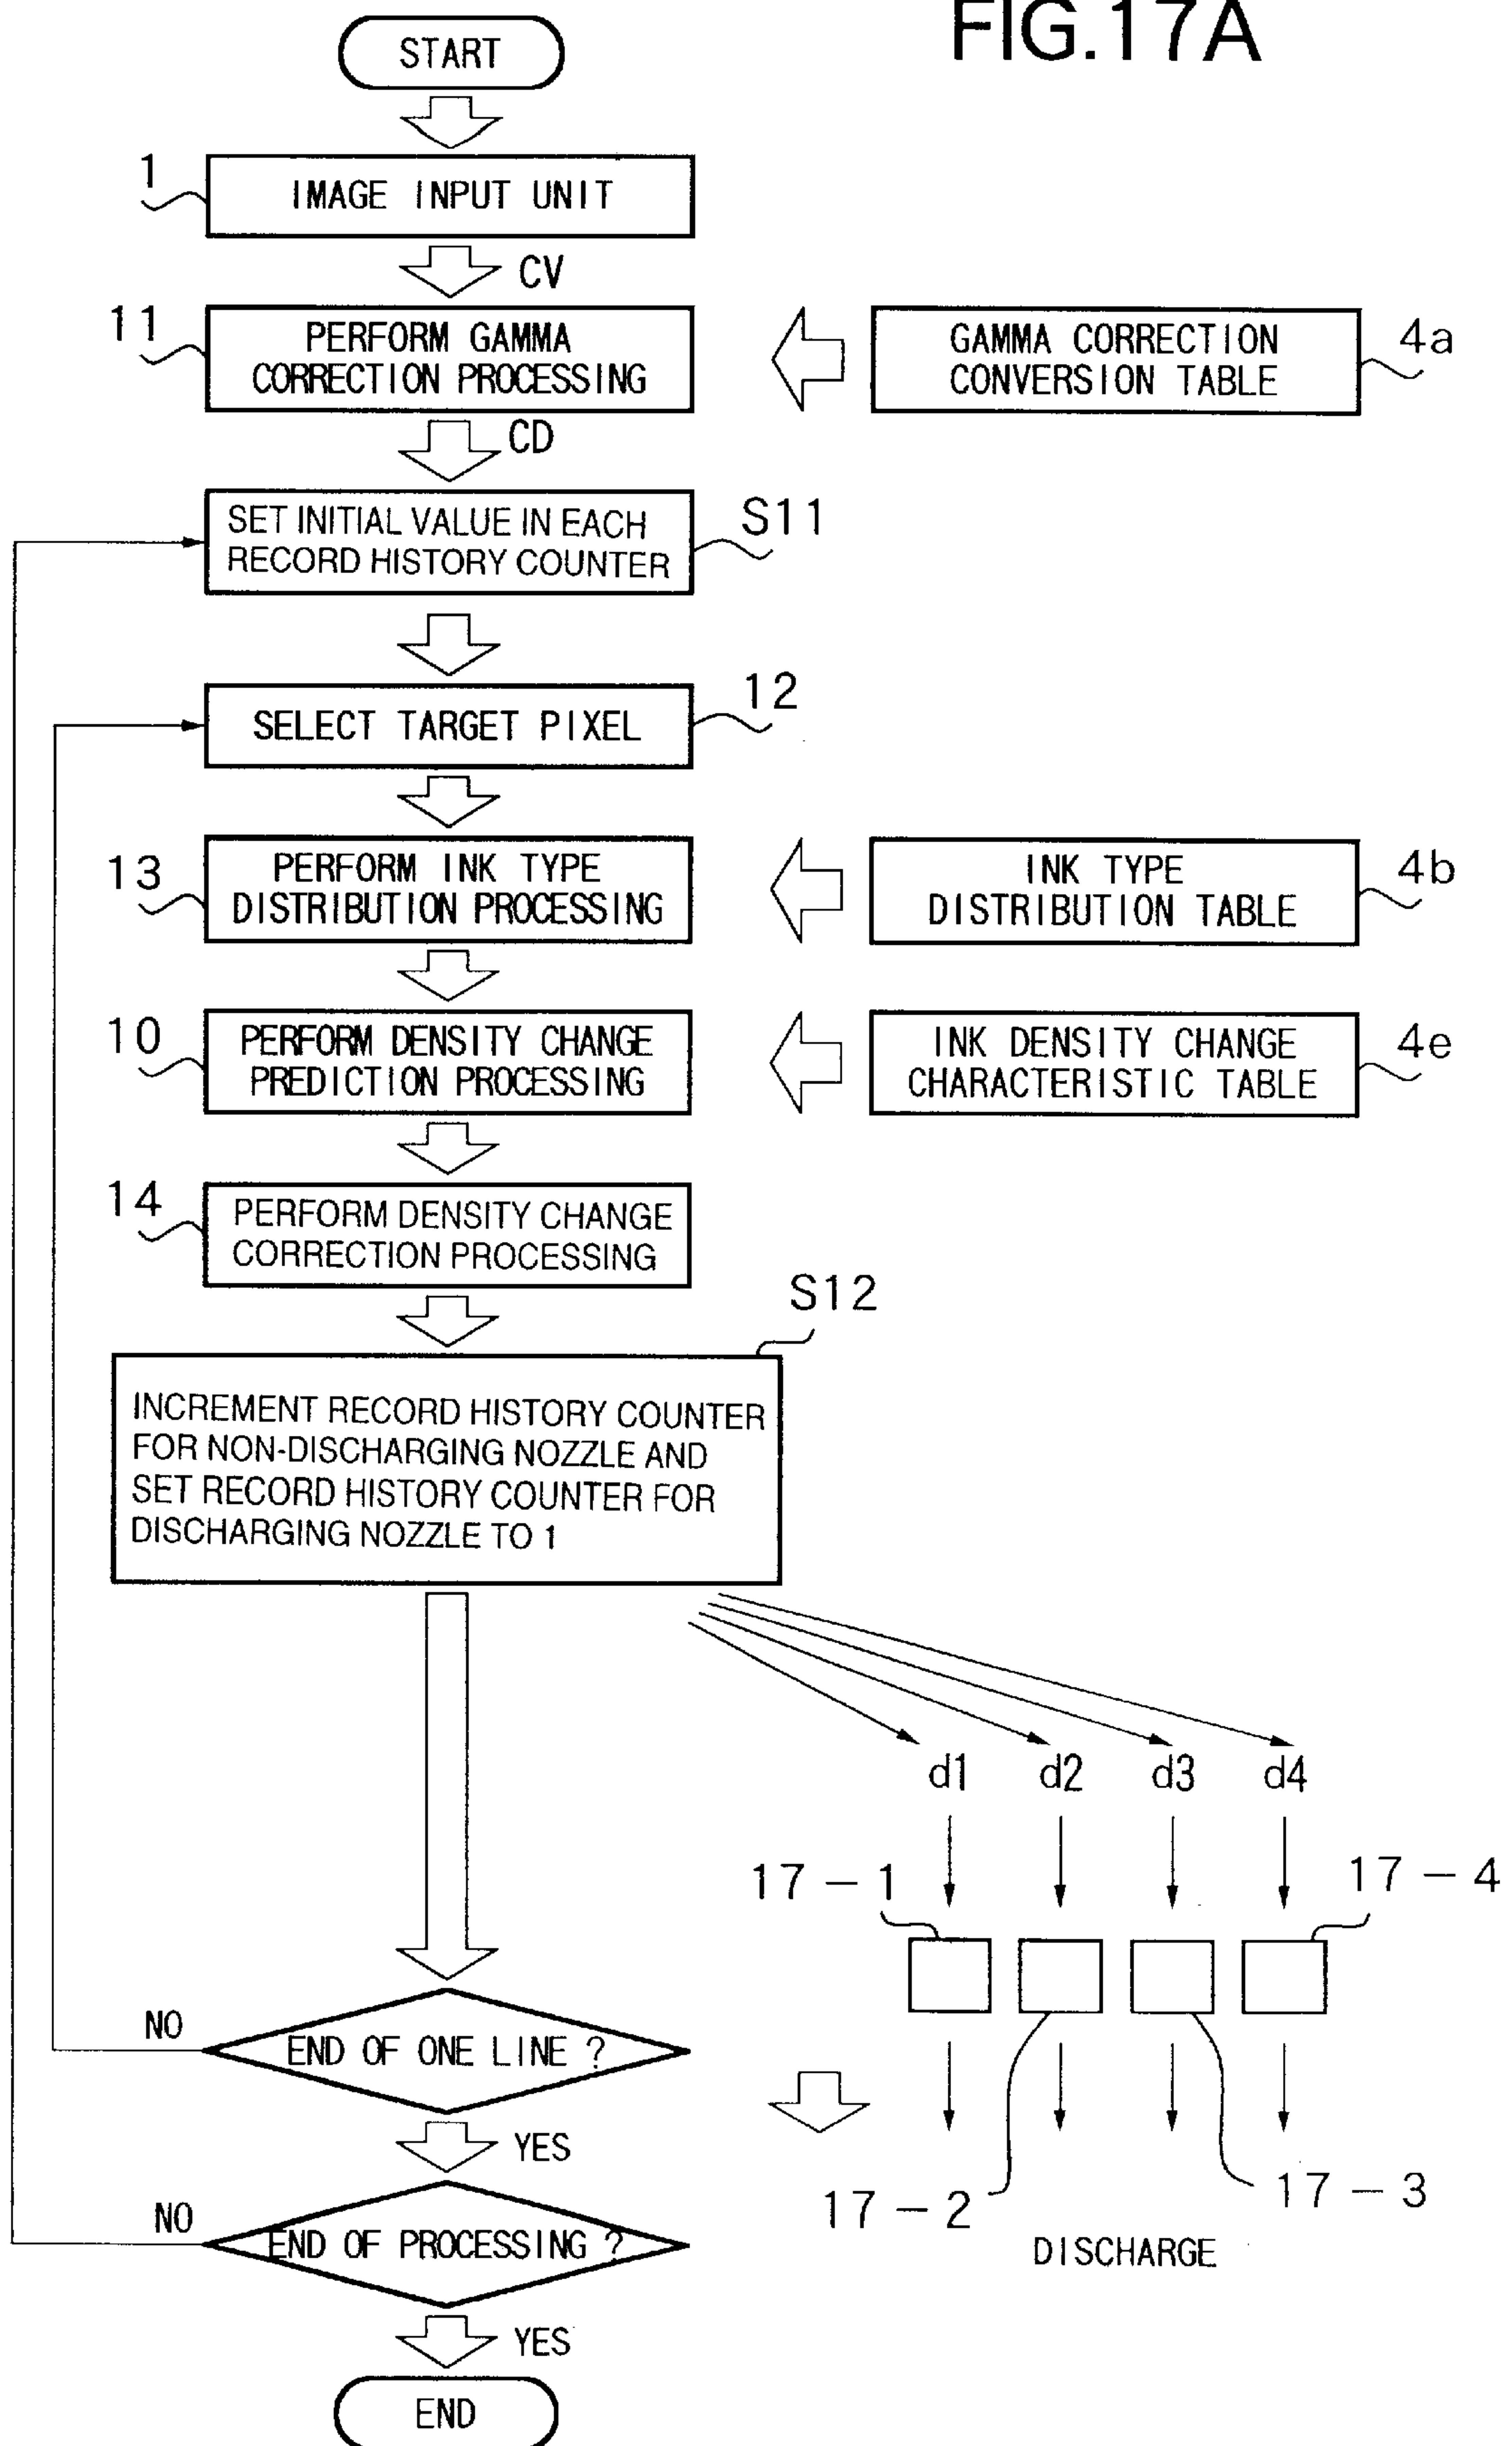 FIG.17A
START
1
IMAGE INPUT UNIT
CV
11
PERFORM GAMMA
CORRECTION PROCESSING
GAMMA CORRECTION
CONVERSION TABLE
4a
CD
SET INITIAL VALUE IN EACH
RECORD HISTORY COUNTER
S11
SELECT TARGET PIXEL
12
13
PERFORM INK TYPE
DISTRIBUTION PROCESSING
INK TYPE
DISTRIBUTION TABLE
4b
10
PERFORM DENSITY CHANGE
PREDICTION PROCESSING
INK DENSITY CHANGE
CHARACTERISTIC TABLE
4e
14
PERFORM DENSITY CHANGE
CORRECTION PROCESSING
S12
INCREMENT RECORD HISTORY COUNTER
FOR NON-DISCHARGING NOZZLE AND
SET RECORD HISTORY COUNTER FOR
DISCHARGING NOZZLE TO 1
d1 d2 d3 d4
17-1
17-4
NO
END OF ONE LINE ?
YES
17-2
17-3
NO
END OF PROCESSING ?
DISCHARGE
YES
END